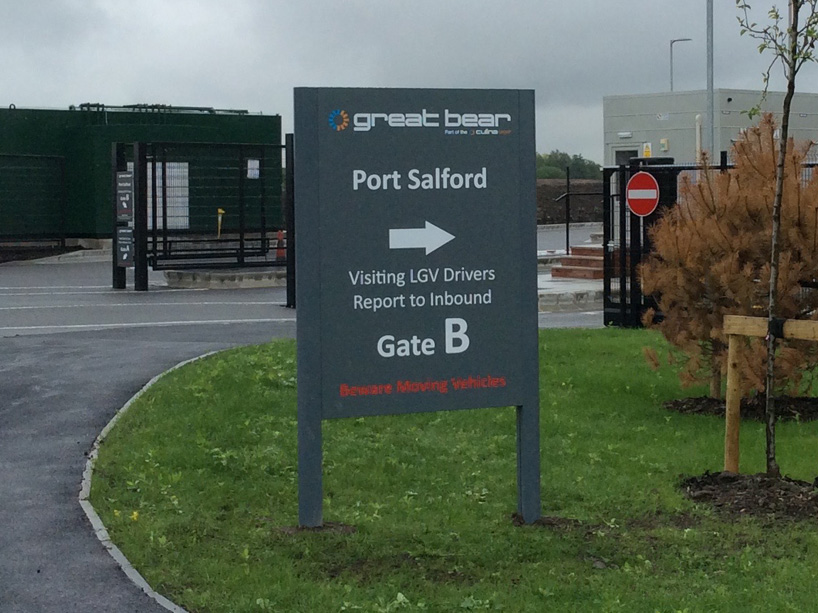 great bear
Part of the culina group
Port Salford
Visiting LGV Drivers
Report to Inbound
Gate B
Beware Moving Vehicles